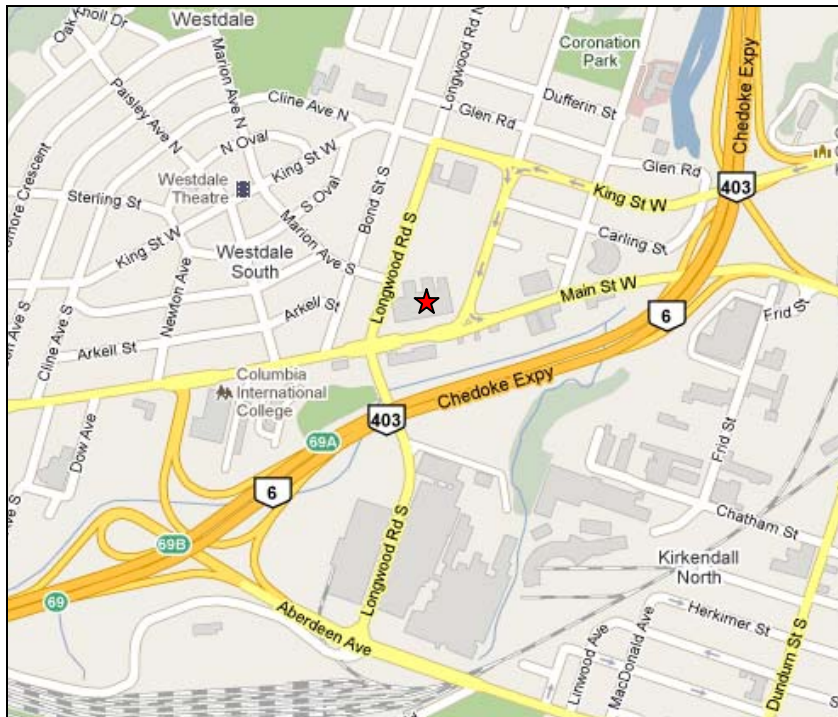 Knoll Dr
Oak
Westdale
Marion Ave N
Paisley Ave N
Longwood Rd S
Longwood Rd N
Coronation
Park
Chedoke Expy
Cline Ave N
Dufferin St
Glen Rd
N Oval
King St W
Glen Rd
Westdale
Theatre
S Oval
Bond St S
403
King St W
Sterling St
Carling St
King St W
Westdale
South
Marion Ave S
Longwood Rd S
Newton Ave
Main St W
Arkell St
6
Frid St
Cline Ave S
Arkell St
Columbia
International
College
Chedoke Expy
403
69A
Dow Ave
Frid St
6
Longwood Rd S
Chatham St
69B
Kirkendall
North
69
Aberdeen Ave
Longwood Rd S
Herkimer St
Linwood Ave
MacDonald Ave
Dundurn St S